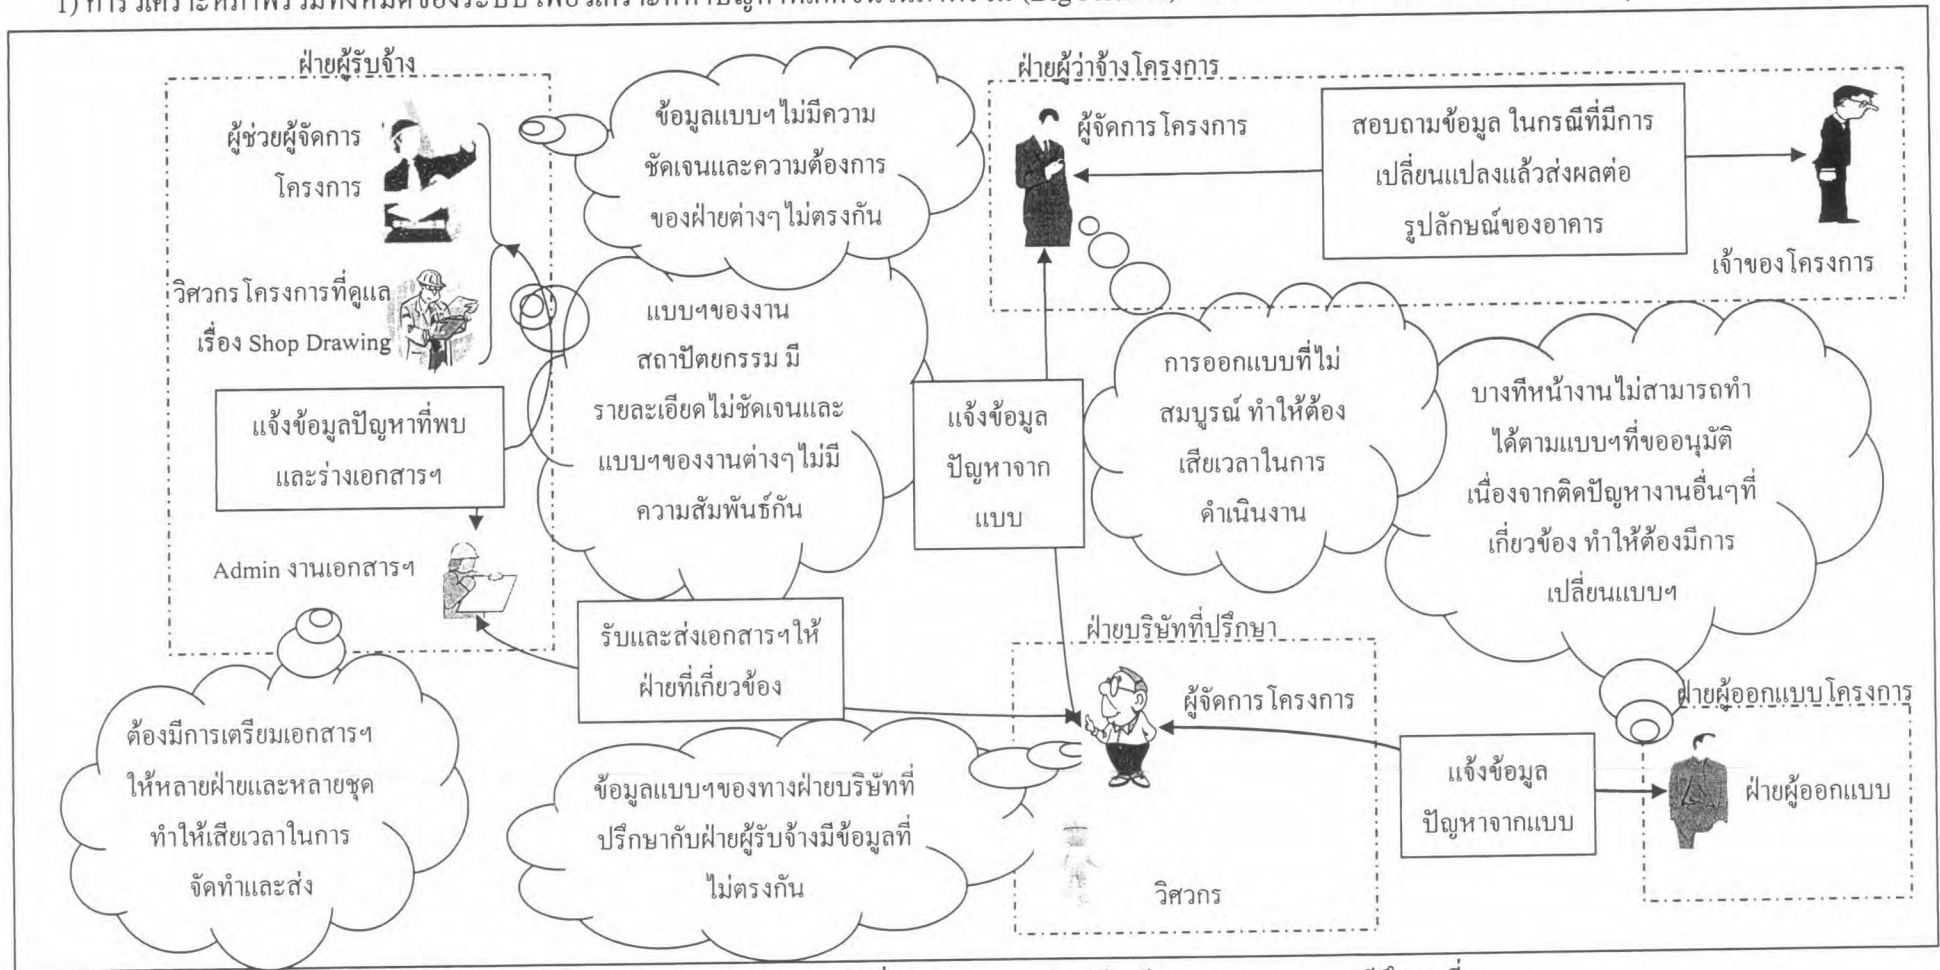 1) การวิเคราะห์ภาพรวมทั้งหมดของระบบ เพื่อวิเคราะห์หาปัญหาที่เกิดขึ้นในภาพรวม (Big
ฝ่ายผู้รับจ้าง
ผู้ช่วยผู้จัดการ
โครงการ
วิศวกรโครงการที่ดูแล
เรื่อง Shop Drawing
แจ้งข้อมูลปัญหาที่พบ
และร่างเอกสารฯ
Admin งานเอกสารฯ
ข้อมูลแบบฯ ไม่มีความ
ชัดเจนและความต้องการ
ของฝ่ายต่างๆ ไม่ตรงกัน
แบบฯของงาน
สถาปัตยกรรม มี
รายละเอียดไม่ชัดเจนและ
แบบฯของงานต่างๆ ไม่มี
ความสัมพันธ์กัน
ฝ่ายผู้ว่าจ้างโครงการ
ผู้จัดการโครงการ
สอบถามข้อมูล ในกรณีที่มีการ
เปลี่ยนแปลงแล้วส่งผลต่อ
รูปลักษณ์ของอาคาร
เจ้าของโครงการ
แจ้งข้อมูล
ปัญหาจาก
แบบ
การออกแบบที่ไม่
สมบูรณ์ ทำให้ต้อง
เสียเวลาในการ
ดำเนินงาน
บางทีหน้างานไม่สามารถทำ
ได้ตามแบบฯที่ขออนุมัติ
เนื่องจากติดปัญหางานอื่นๆที่
เกี่ยวข้อง ทำให้ต้องมีการ
เปลี่ยนแบบฯ
รับและส่งเอกสารฯให้
ฝ่ายที่เกี่ยวข้อง
ฝ่ายบริษัทที่ปรึกษา
ผู้จัดการโครงการ
วิศวกร
ฝ่ายผู้ออกแบบโครงการ
แจ้งข้อมูล
ปัญหาจากแบบ
ฝ่ายผู้ออกแบบ
ต้องมีการเตรียมเอกสารฯ
ให้หลายฝ่ายและหลายชุด
ทำให้เสียเวลาในการ
จัดทำและส่ง
ข้อมูลแบบฯของทางฝ่ายบริษัทที่
ปรึกษากับฝ่ายผู้รับจ้างมีข้อมูลที่
ไม่ตรงกัน